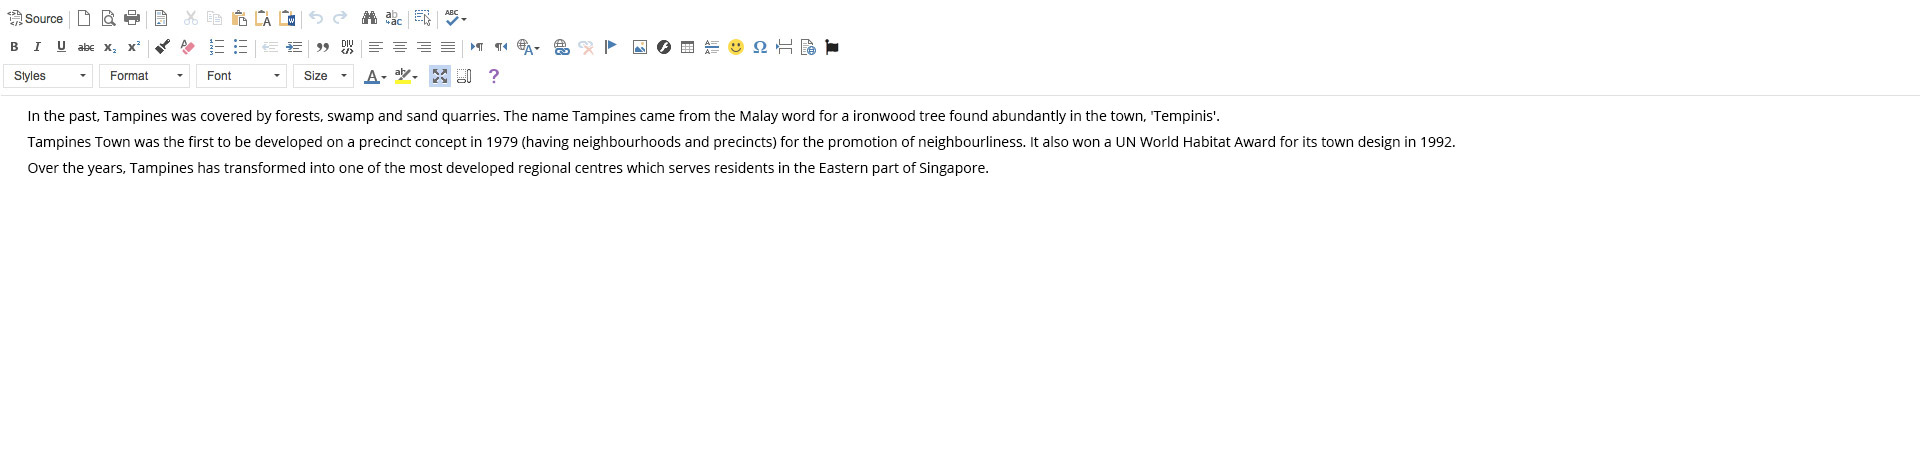 Source
B I U abc x₂ x² DIV
Styles Format Font Size A ab ?
In the past, Tampines was covered by forests, swamp and sand quarries. The name Tampines came from the Malay word for a ironwood tree found abundantly in the town, 'Tempinis'.
Tampines Town was the first to be developed on a precinct concept in 1979 (having neighbourhoods and precincts) for the promotion of neighbourliness. It also won a UN World Habitat Award for its town design in 1992.
Over the years, Tampines has transformed into one of the most developed regional centres which serves residents in the Eastern part of Singapore.